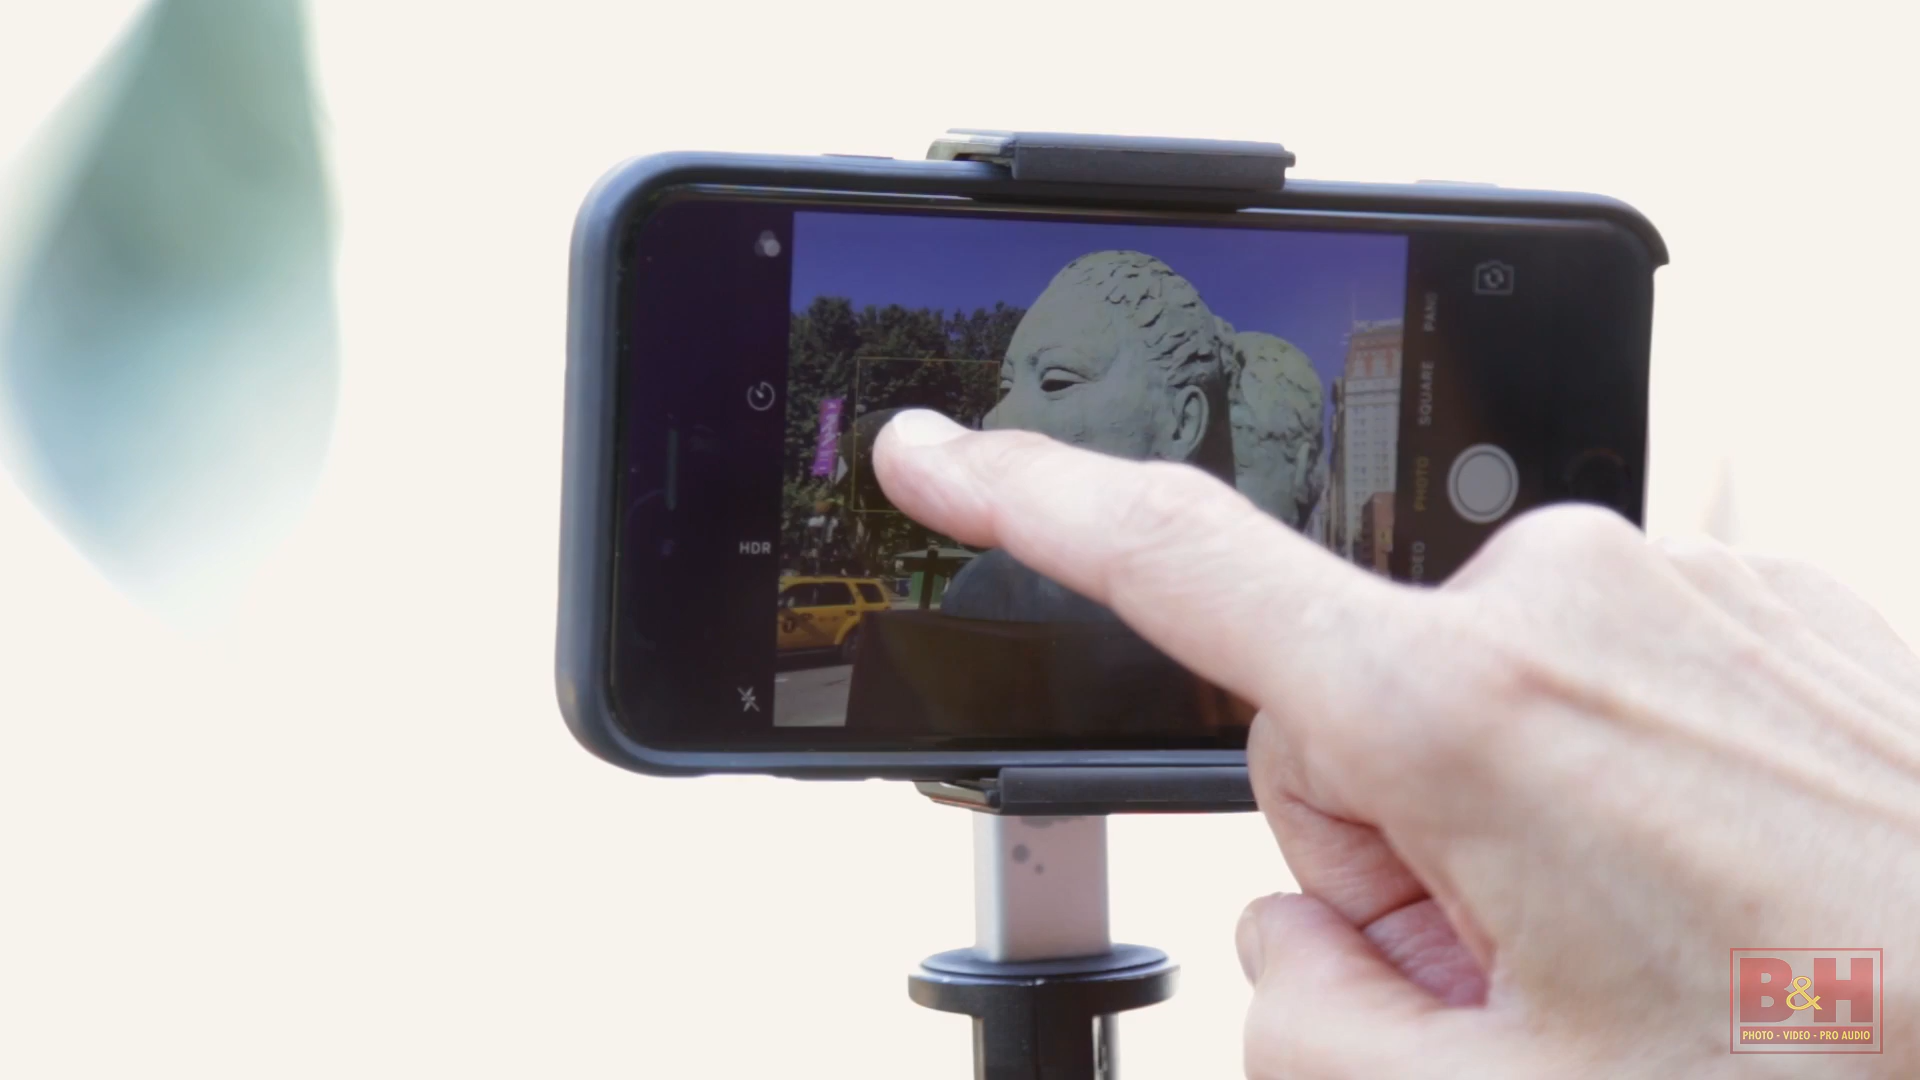 HDR
PANO
SQUARE
PHOTO
VIDEO
B&H
PHOTO - VIDEO - PRO AUDIO